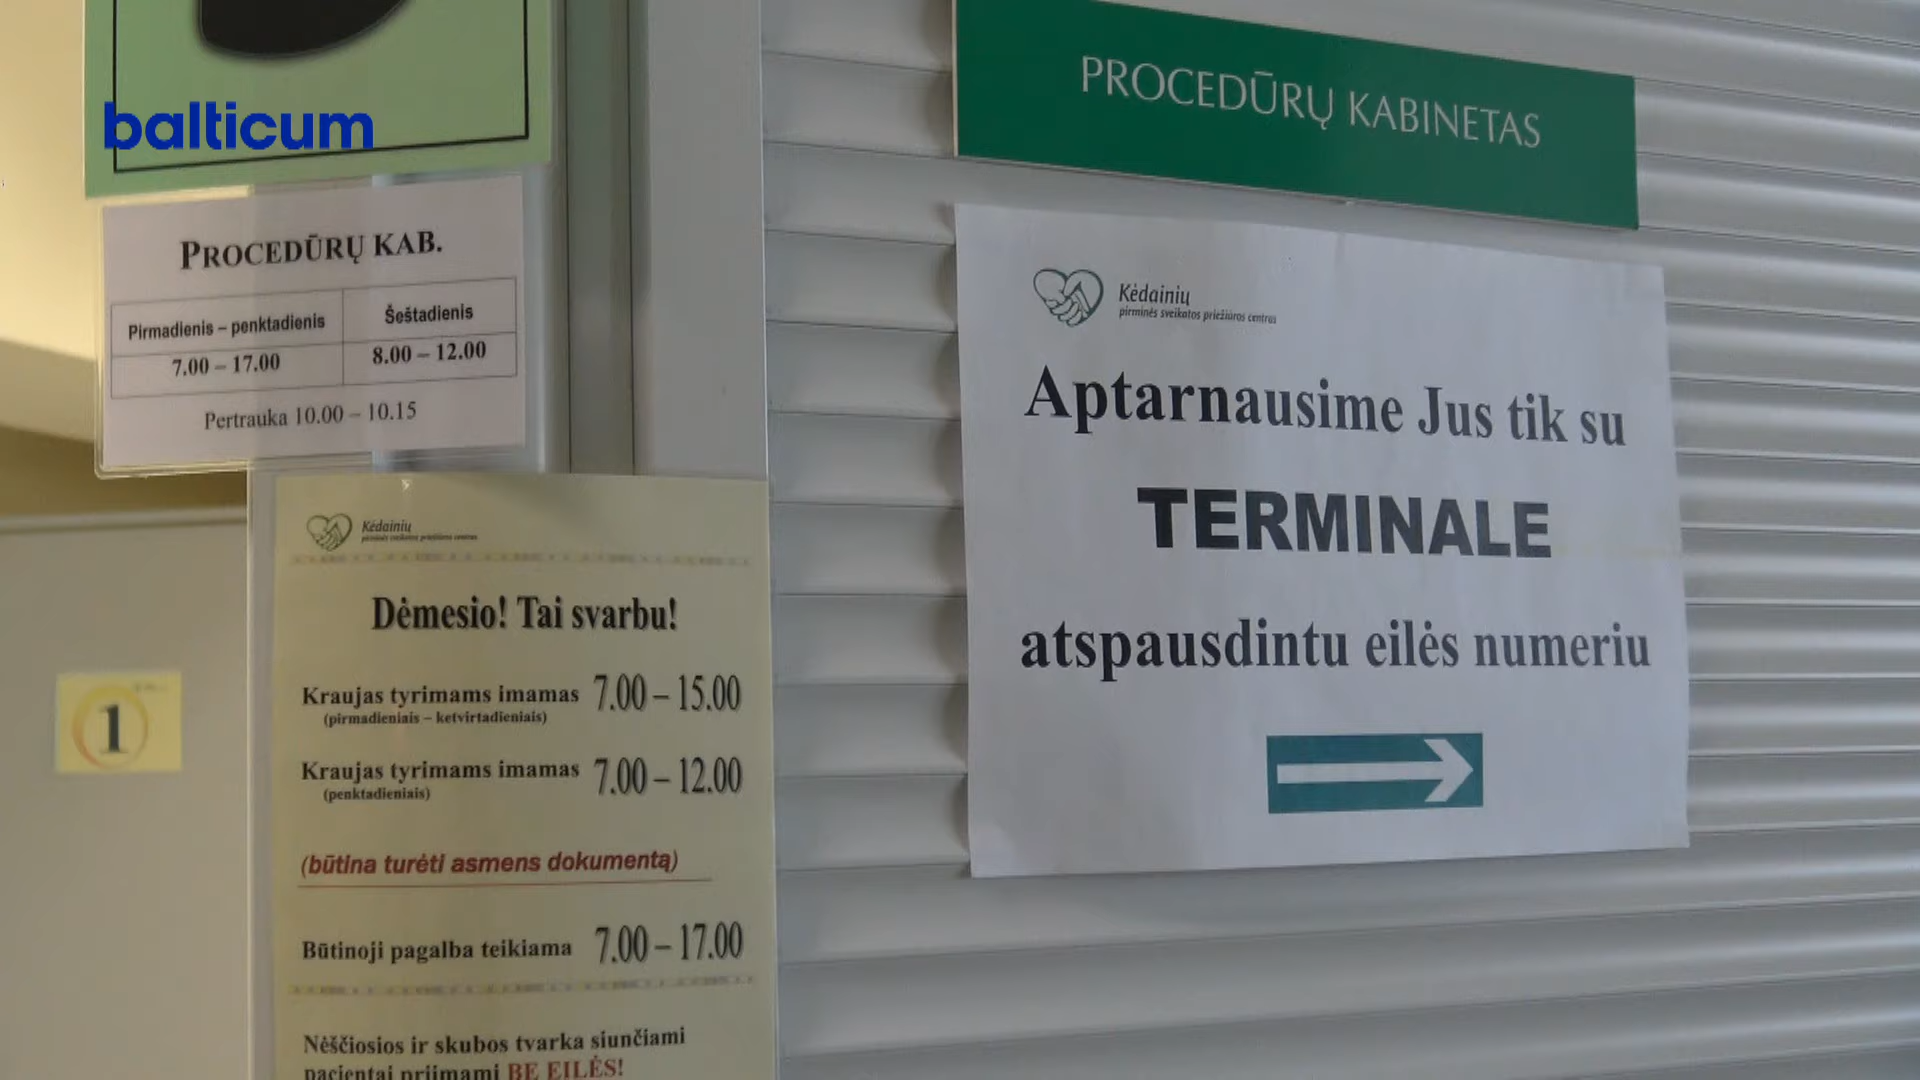 balticum
PROCEDŪRŲ KAB.
Pirmadienis – penktadienis
Šeštadienis
7.00 – 17.00
8.00 – 12.00
Pertrauka 10.00 – 10.15
1
Kėdainių
pirminės sveikatos priežiūros centras
Dėmesio! Tai svarbu!
Kraujas tyrimams imamas 7.00 – 15.00
(pirmadieniais – ketvirtadieniais)
Kraujas tyrimams imamas 7.00 – 12.00
(penktadieniais)
(būtina turėti asmens dokumentą)
Būtinoji pagalba teikiama 7.00 – 17.00
Nėščiosios ir skubos tvarka siunčiami
pacientai priimami BE EILĖS!
PROCEDŪRŲ KABINETAS
Kėdainių
pirminės sveikatos priežiūros centras
Aptarnausime Jus tik su
TERMINALE
atspausdintu eilės numeriu